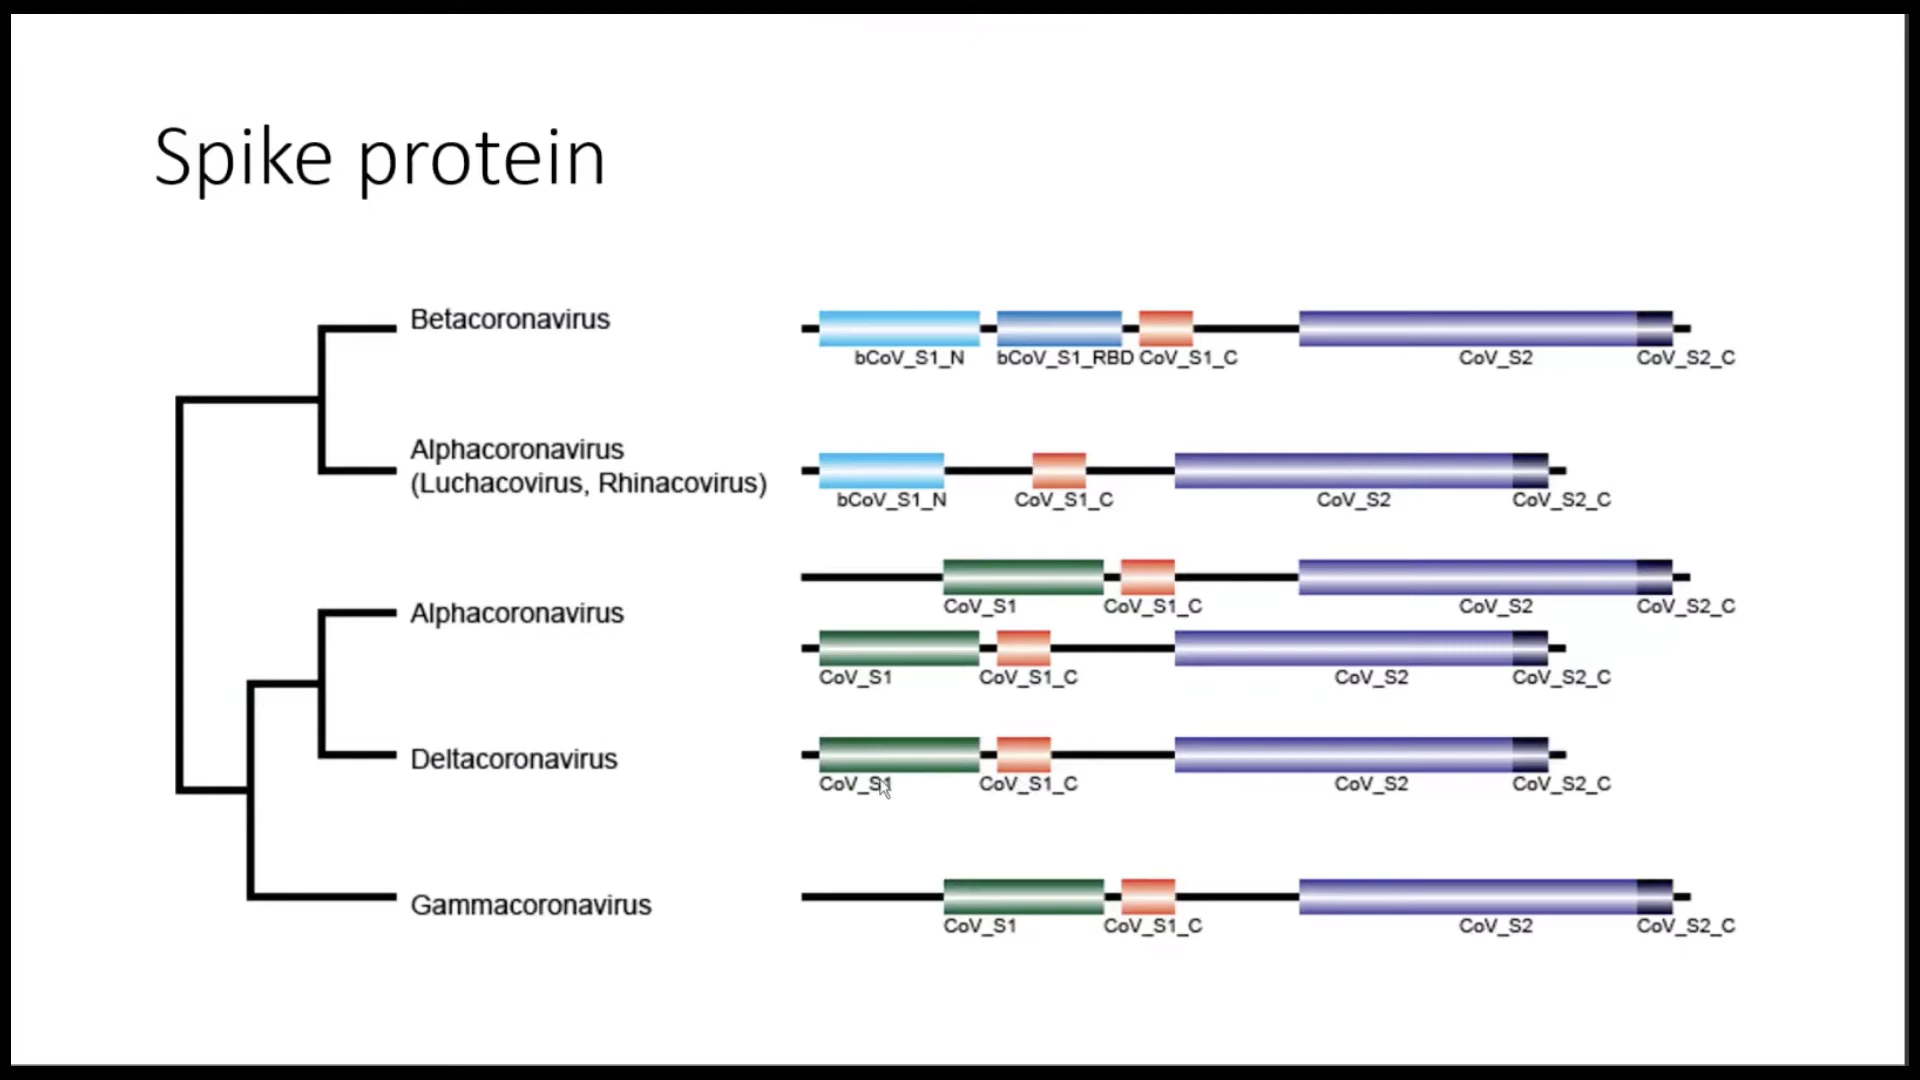 Spike protein
Betacoronavirus
bCoV_S1_N bCoV_S1_RBD CoV_S1_C CoV_S2 CoV_S2_C
Alphacoronavirus
(Luchacovirus, Rhinacovirus)
bCoV_S1_N CoV_S1_C CoV_S2 CoV_S2_C
Alphacoronavirus
CoV_S1 CoV_S1_C CoV_S2 CoV_S2_C
CoV_S1 CoV_S1_C CoV_S2 CoV_S2_C
Deltacoronavirus
CoV_S1 CoV_S1_C CoV_S2 CoV_S2_C
Gammacoronavirus
CoV_S1 CoV_S1_C CoV_S2 CoV_S2_C